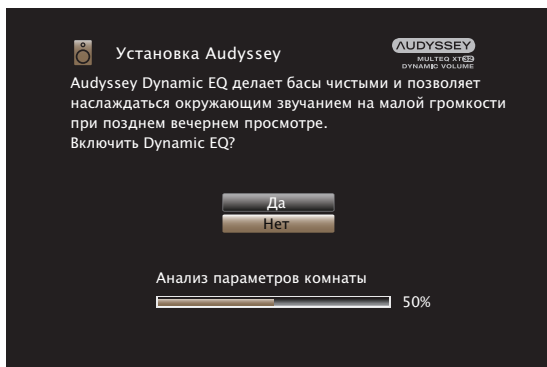 Установка Audyssey
AUDYSSEY
MULTEQ XT32
DYNAMIC VOLUME
Audyssey Dynamic EQ делает басы чистыми и позволяет
наслаждаться окружающим звучанием на малой громкости
при позднем вечернем просмотре.
Включить Dynamic EQ?
Да
Нет
Анализ параметров комнаты
50%